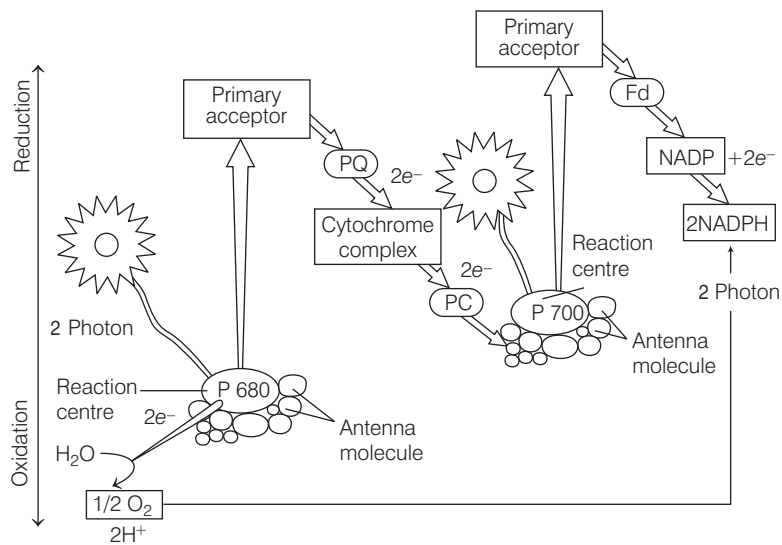 Primary
acceptor
Fd
NADP
+2e⁻
2NADPH
2 Photon
Primary
acceptor
PQ
2e⁻
Cytochrome
complex
2e⁻
PC
Reaction
centre
P 700
Antenna
molecule
Reduction
Oxidation
2 Photon
Reaction
centre
P 680
2e⁻
Antenna
molecule
H₂O
1/2 O₂
2H⁺